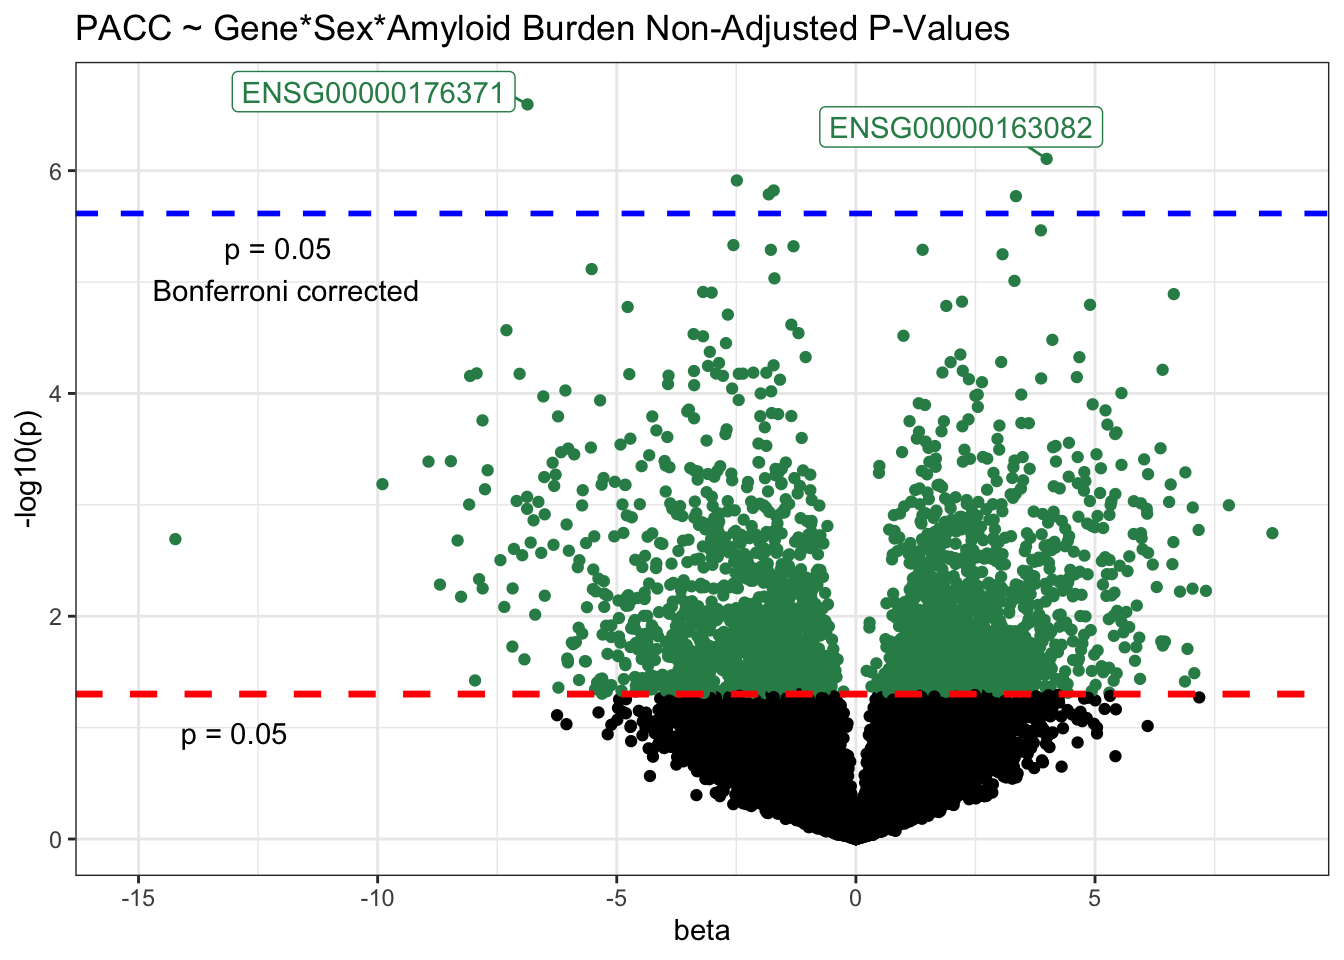 PACC ~ Gene*Sex*Amyloid Burden Non-Adjusted P-Values
ENSG00000176371
ENSG00000163082
6
p = 0.05
Bonferroni corrected
4
-log10(p)
2
p = 0.05
0
-15 -10 -5 0 5
beta